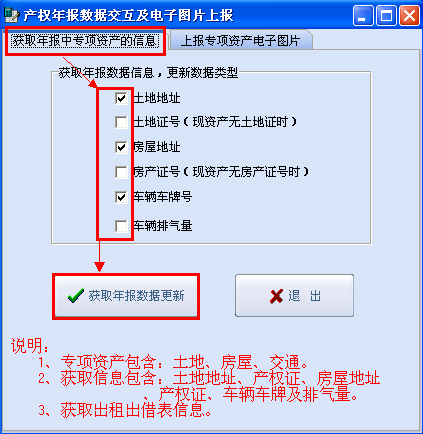 产权年报数据交互及电子图片上报
获取年报中专项资产的信息
上报专项资产电子图片
获取年报数据信息，更新数据类型
土地地址
土地证号（现资产无土地证时）
房屋地址
房产证号（现资产无房产证号时）
车辆车牌号
车辆排气量
获取年报数据更新
退 出
说明：
1、专项资产包含：土地、房屋、交通。
2、获取信息包含：土地地址、产权证、房屋地址
、产权证、车辆车牌及排气量。
3、获取出租出借表信息。